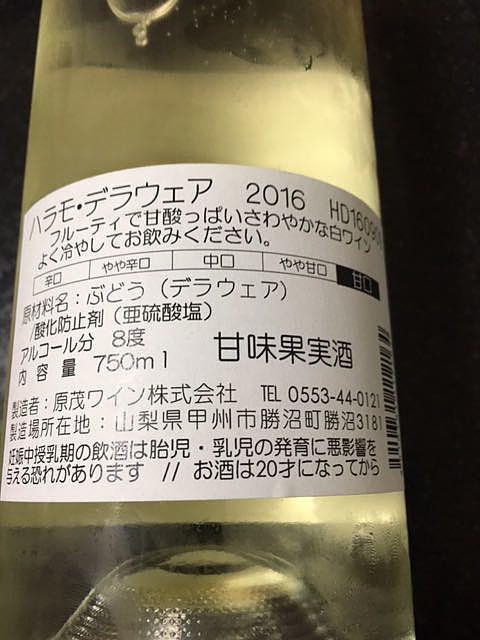 ハラモ・デラウェア 2016 HD16090
フルーティで甘酸っぱいさわやかな白ワイン
よく冷やしてお飲みください。
辛口 やや辛口 中口 やや甘口 甘口
原材料名：ぶどう（デラウェア）
/酸化防止剤（亜硫酸塩）
アルコール分 8度
内容量 750ml
甘味果実酒
製造者：原茂ワイン株式会社 TEL 0553-44-0121
製造場所在地：山梨県甲州市勝沼町勝沼3181
妊娠中授乳期の飲酒は胎児・乳児の発育に悪影響を
与える恐れがあります // お酒は20才になってから